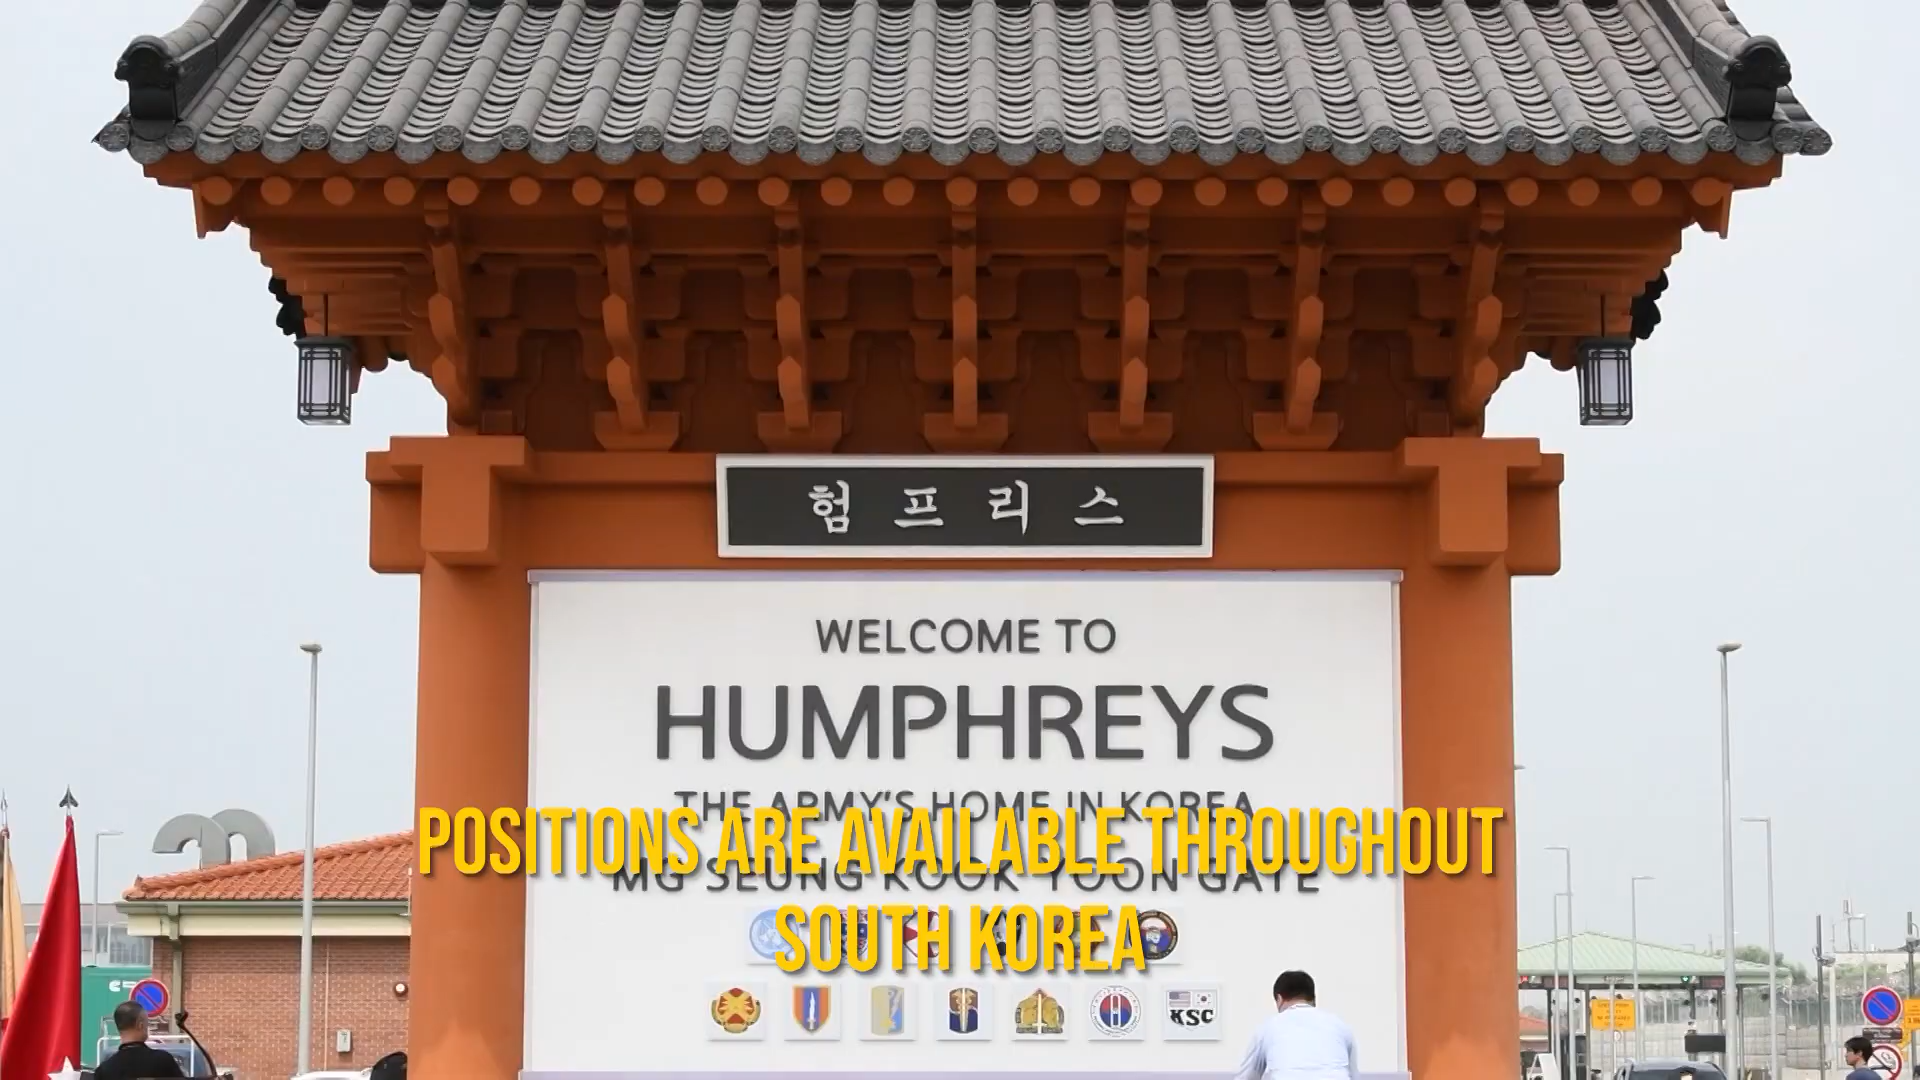 험프리스
WELCOME TO
HUMPHREYS
THE ARMY'S HOME IN KOREA
POSITIONS ARE AVAILABLE THROUGHOUT
MG SEUNG KOOK YOON GATE
SOUTH KOREA
KSC